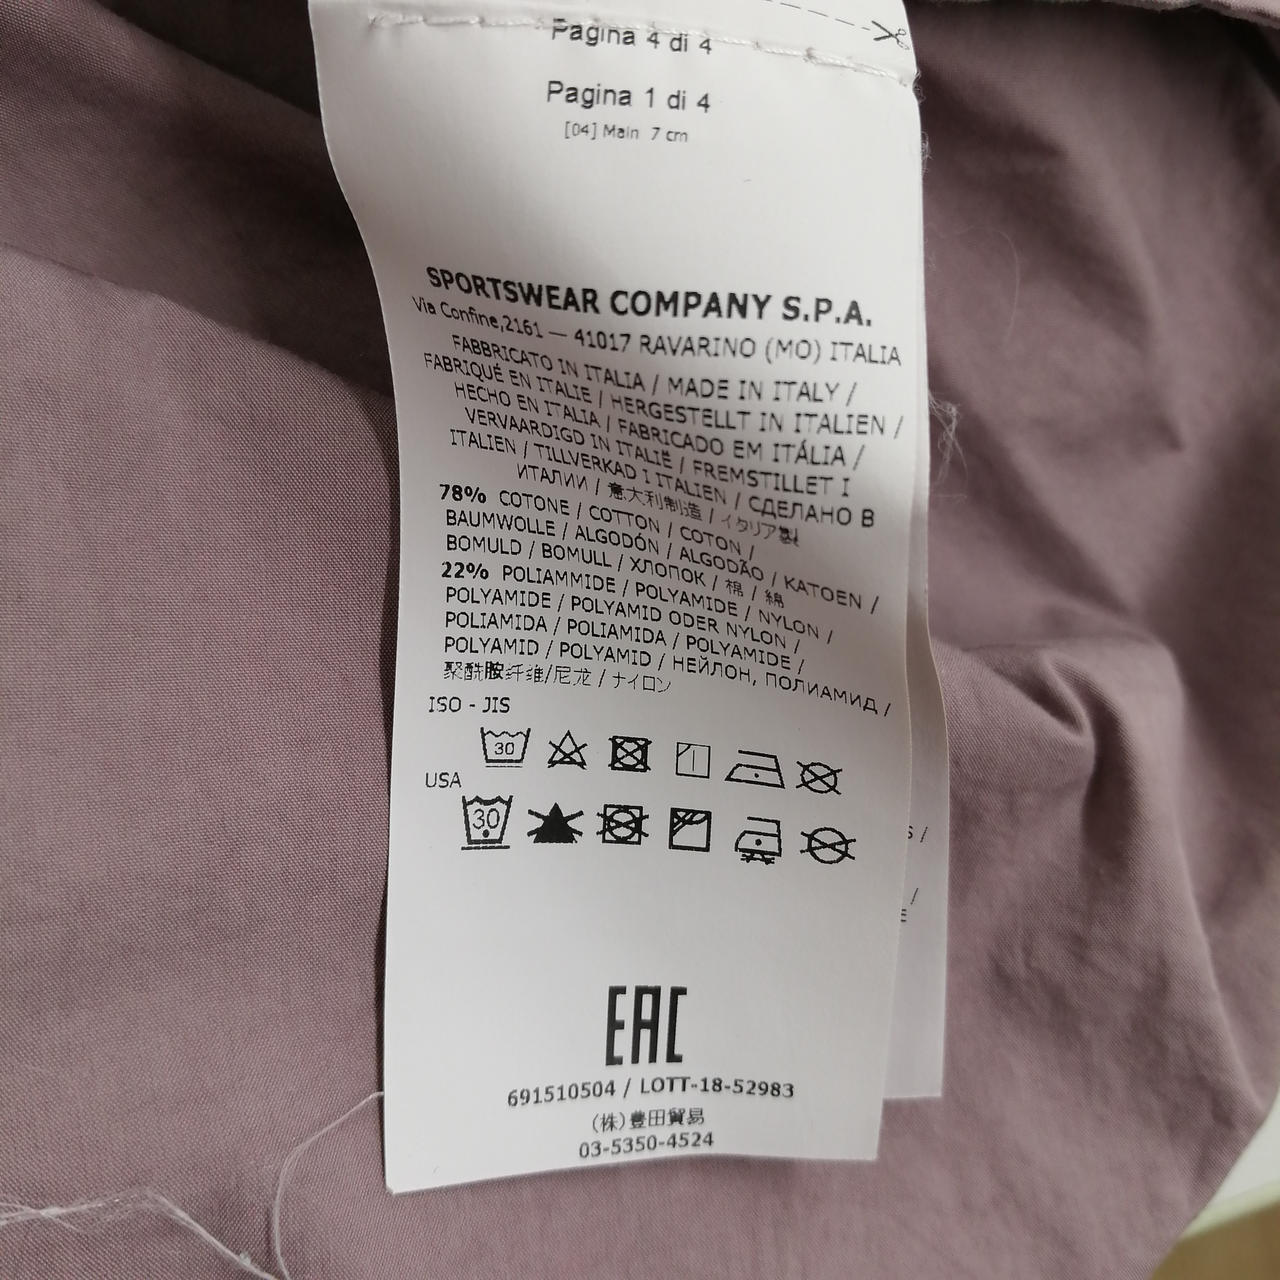 Pagina 4 di 4
Pagina 1 di 4
[04] Main 7 cm
SPORTSWEAR COMPANY S.P.A.
Via Confine,2161 — 41017 RAVARINO (MO) ITALIA
FABBRICATO IN ITALIA / MADE IN ITALY /
FABRIQUÉ EN ITALIE / HERGESTELLT IN ITALIEN /
HECHO EN ITALIA / FABRICADO EM ITÁLIA /
VERVAARDIGD IN ITALIË / FREMSTILLET I
ITALIEN / TILLVERKAD I ITALIEN / СДЕЛАНО В
ИТАЛИИ / 意大利制造 / イタリア製
78% COTONE / COTTON / COTON /
BAUMWOLLE / ALGODÓN / ALGODÃO / KATOEN /
BOMULD / BOMULL / ХЛОПОК / 棉 / 綿
22% POLIAMMIDE / POLYAMIDE / NYLON /
POLYAMIDE / POLYAMID ODER NYLON /
POLIAMIDA / POLIAMIDA / POLYAMIDE /
POLYAMID / POLYAMID / НЕЙЛОН, ПОЛИАМИД /
聚酰胺纤维/尼龙 / ナイロン
ISO - JIS
30
USA
30
S /
/
E
EAC
691510504 / LOTT-18-52983
(株)豊田貿易
03-5350-4524